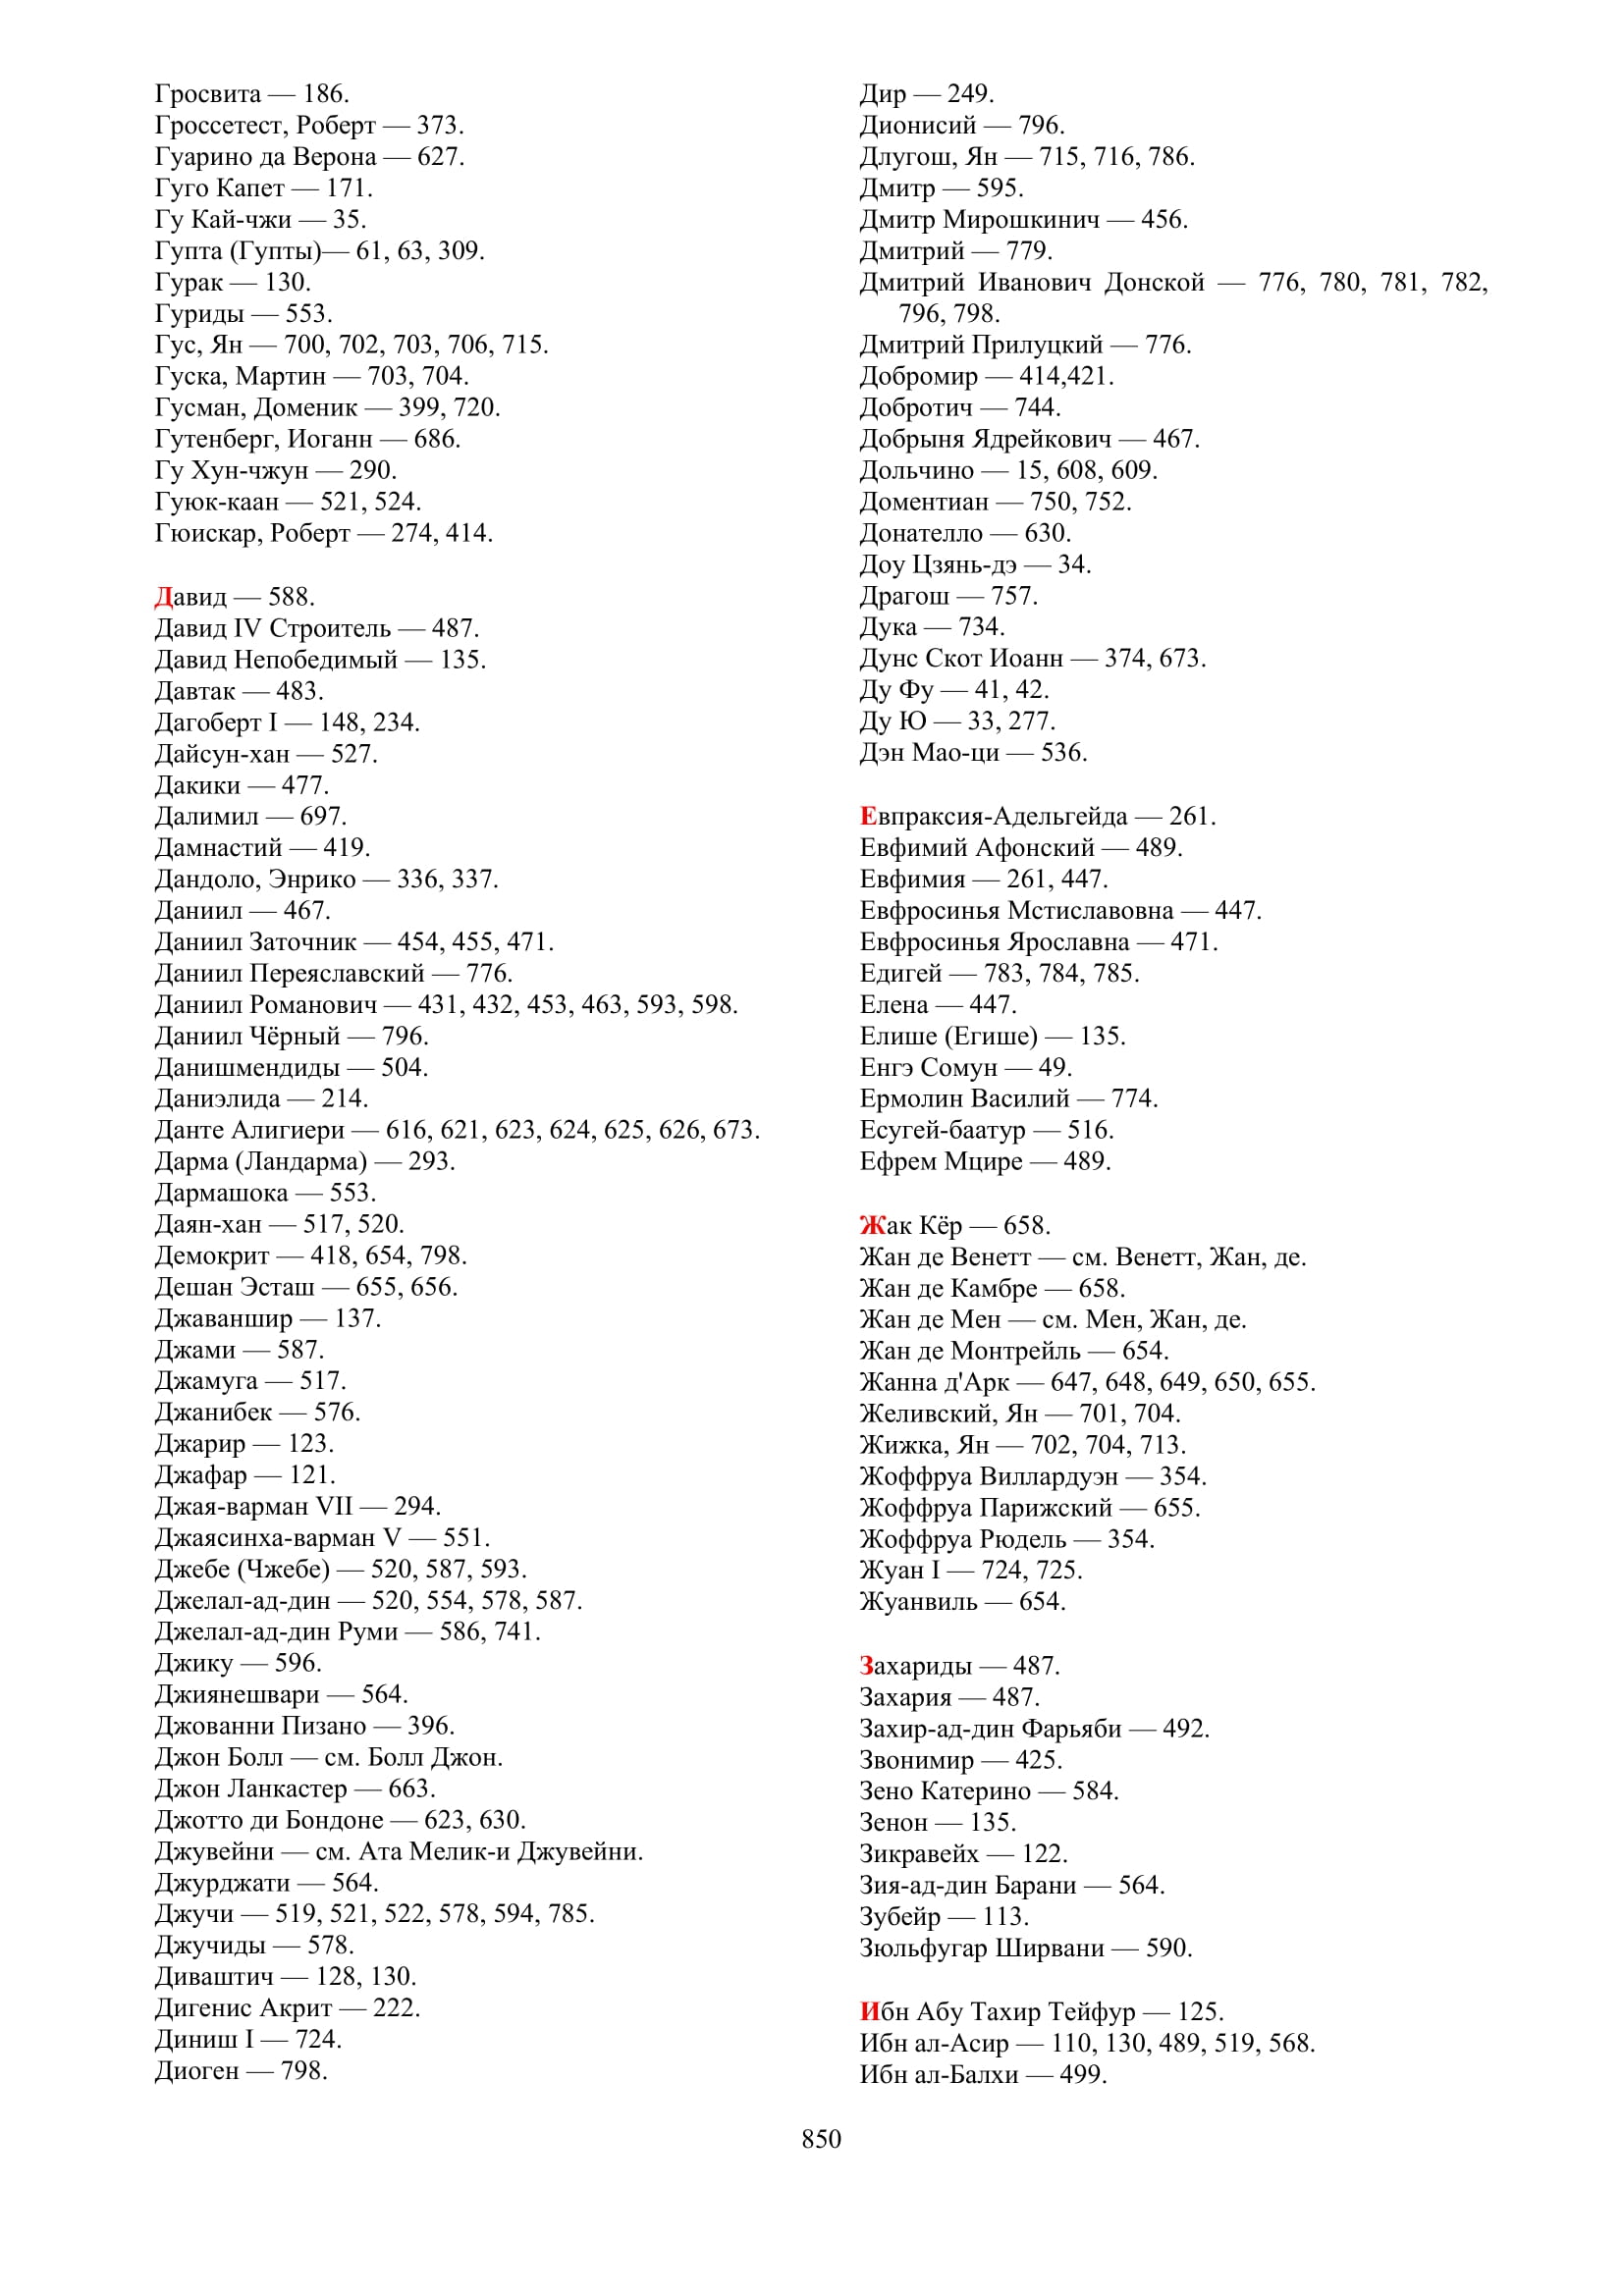 Гросвита — 186.
Гроссетест, Роберт — 373.
Гуарино да Верона — 627.
Гуго Капет — 171.
Гу Кай-чжи — 35.
Гупта (Гупты)— 61, 63, 309.
Гурак — 130.
Гуриды — 553.
Гус, Ян — 700, 702, 703, 706, 715.
Гуска, Мартин — 703, 704.
Гусман, Доменик — 399, 720.
Гутенберг, Иоганн — 686.
Гу Хун-чжун — 290.
Гуюк-каан — 521, 524.
Гюискар, Роберт — 274, 414.
Давид — 588.
Давид IV Строитель — 487.
Давид Непобедимый — 135.
Давтак — 483.
Дагоберт I — 148, 234.
Дайсун-хан — 527.
Дакики — 477.
Далимил — 697.
Дамнастий — 419.
Дандоло, Энрико — 336, 337.
Даниил — 467.
Даниил Заточник — 454, 455, 471.
Даниил Переяславский — 776.
Даниил Романович — 431, 432, 453, 463, 593, 598.
Даниил Чёрный — 796.
Данишмендиды — 504.
Даниэлида — 214.
Данте Алигиери — 616, 621, 623, 624, 625, 626, 673.
Дарма (Ландарма) — 293.
Дармашока — 553.
Даян-хан — 517, 520.
Демокрит — 418, 654, 798.
Дешан Эсташ — 655, 656.
Джаваншир — 137.
Джами — 587.
Джамуга — 517.
Джанибек — 576.
Джарир — 123.
Джафар — 121.
Джая-варман VII — 294.
Джаясинха-варман V — 551.
Джебе (Чжебе) — 520, 587, 593.
Джелал-ад-дин — 520, 554, 578, 587.
Джелал-ад-дин Руми — 586, 741.
Джику — 596.
Джиянешвари — 564.
Джованни Пизано — 396.
Джон Болл — см. Болл Джон.
Джон Ланкастер — 663.
Джотто ди Бондоне — 623, 630.
Джувейни — см. Ата Мелик-и Джувейни.
Джурджати — 564.
Джучи — 519, 521, 522, 578, 594, 785.
Джучиды — 578.
Диваштич — 128, 130.
Дигенис Акрит — 222.
Диниш I — 724.
Диоген — 798.
Дир — 249.
Дионисий — 796.
Длугош, Ян — 715, 716, 786.
Дмитр — 595.
Дмитр Мирошкинич — 456.
Дмитрий — 779.
Дмитрий Иванович Донской — 776, 780, 781, 782,
796, 798.
Дмитрий Прилуцкий — 776.
Добромир — 414,421.
Добротич — 744.
Добрыня Ядрейкович — 467.
Дольчино — 15, 608, 609.
Доментиан — 750, 752.
Донателло — 630.
Доу Цзянь-дэ — 34.
Драгош — 757.
Дука — 734.
Дунс Скот Иоанн — 374, 673.
Ду Фу — 41, 42.
Ду Ю — 33, 277.
Дэн Мао-ци — 536.
Евпраксия-Адельгейда — 261.
Евфимий Афонский — 489.
Евфимия — 261, 447.
Евфросинья Мстиславовна — 447.
Евфросинья Ярославна — 471.
Едигей — 783, 784, 785.
Елена — 447.
Елише (Егише) — 135.
Енгэ Сомун — 49.
Ермолин Василий — 774.
Есугей-баатур — 516.
Ефрем Мцире — 489.
Жак Кёр — 658.
Жан де Венетт — см. Венетт, Жан, де.
Жан де Камбре — 658.
Жан де Мен — см. Мен, Жан, де.
Жан де Монтрейль — 654.
Жанна д'Арк — 647, 648, 649, 650, 655.
Желивский, Ян — 701, 704.
Жижка, Ян — 702, 704, 713.
Жоффруа Виллардуэн — 354.
Жоффруа Парижский — 655.
Жоффруа Рюдель — 354.
Жуан I — 724, 725.
Жуанвиль — 654.
Захариды — 487.
Захария — 487.
Захир-ад-дин Фарьяби — 492.
Звонимир — 425.
Зено Катерино — 584.
Зенон — 135.
Зикравейх — 122.
Зия-ад-дин Барани — 564.
Зубейр — 113.
Зюльфугар Ширвани — 590.
Ибн Абу Тахир Тейфур — 125.
Ибн ал-Асир — 110, 130, 489, 519, 568.
Ибн ал-Балхи — 499.
850